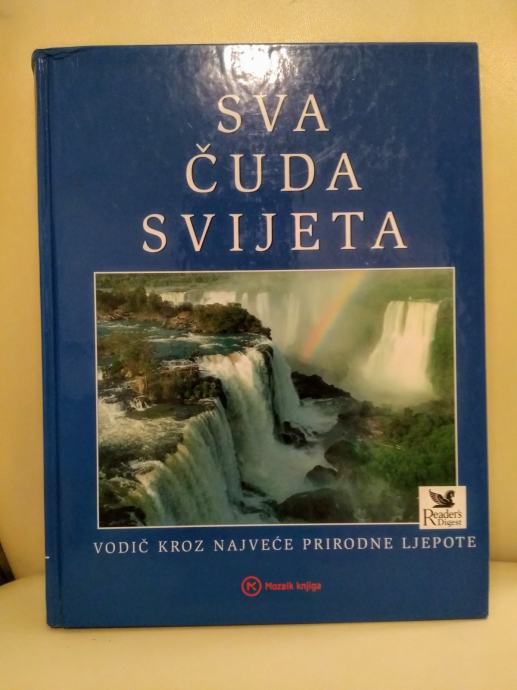 SVA
ČUDA
SVIJETA
Reader's
Digest
VODIČ KROZ NAJVEĆE PRIRODNE LJEPOTE
Mozaik knjiga